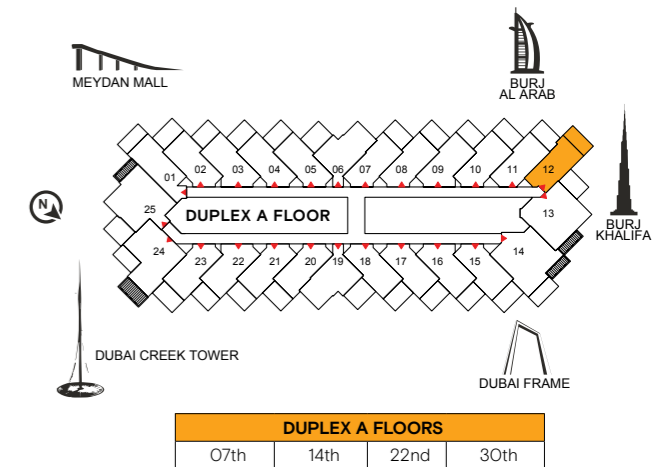 MEYDAN MALL
BURJ
AL ARAB
BURJ
KHALIFA
N
01
02
03
04
05
06
07
08
09
10
11
12
DUPLEX A FLOOR
13
25
24
23
22
21
20
19
18
17
16
15
14
DUBAI CREEK TOWER
DUBAI FRAME
DUPLEX A FLOORS
07th 14th 22nd 30th